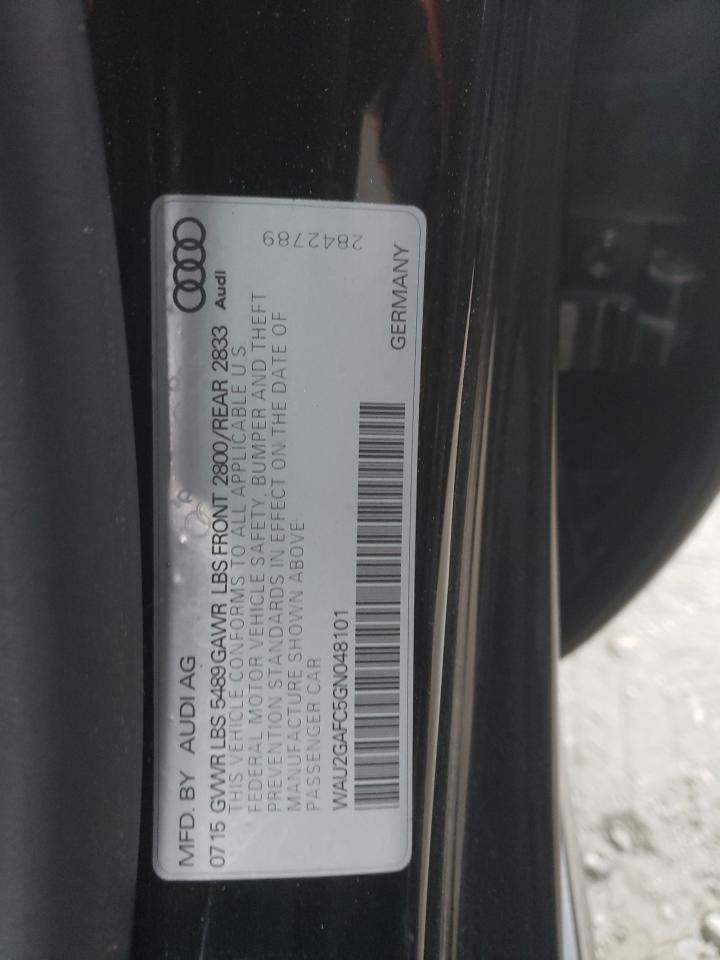 MFD. BY AUDI AG
Audi
07 15 GVWR LBS 5489 GAWR LBS FRONT 2800/REAR 2833
THIS VEHICLE CONFORMS TO ALL APPLICABLE U.S
FEDERAL MOTOR VEHICLE SAFETY, BUMPER AND THEFT
PREVENTION STANDARDS IN EFFECT ON THE DATE OF
MANUFACTURE SHOWN ABOVE
PASSENGER CAR
2842789
WAU2GAFC5GN048101
GERMANY